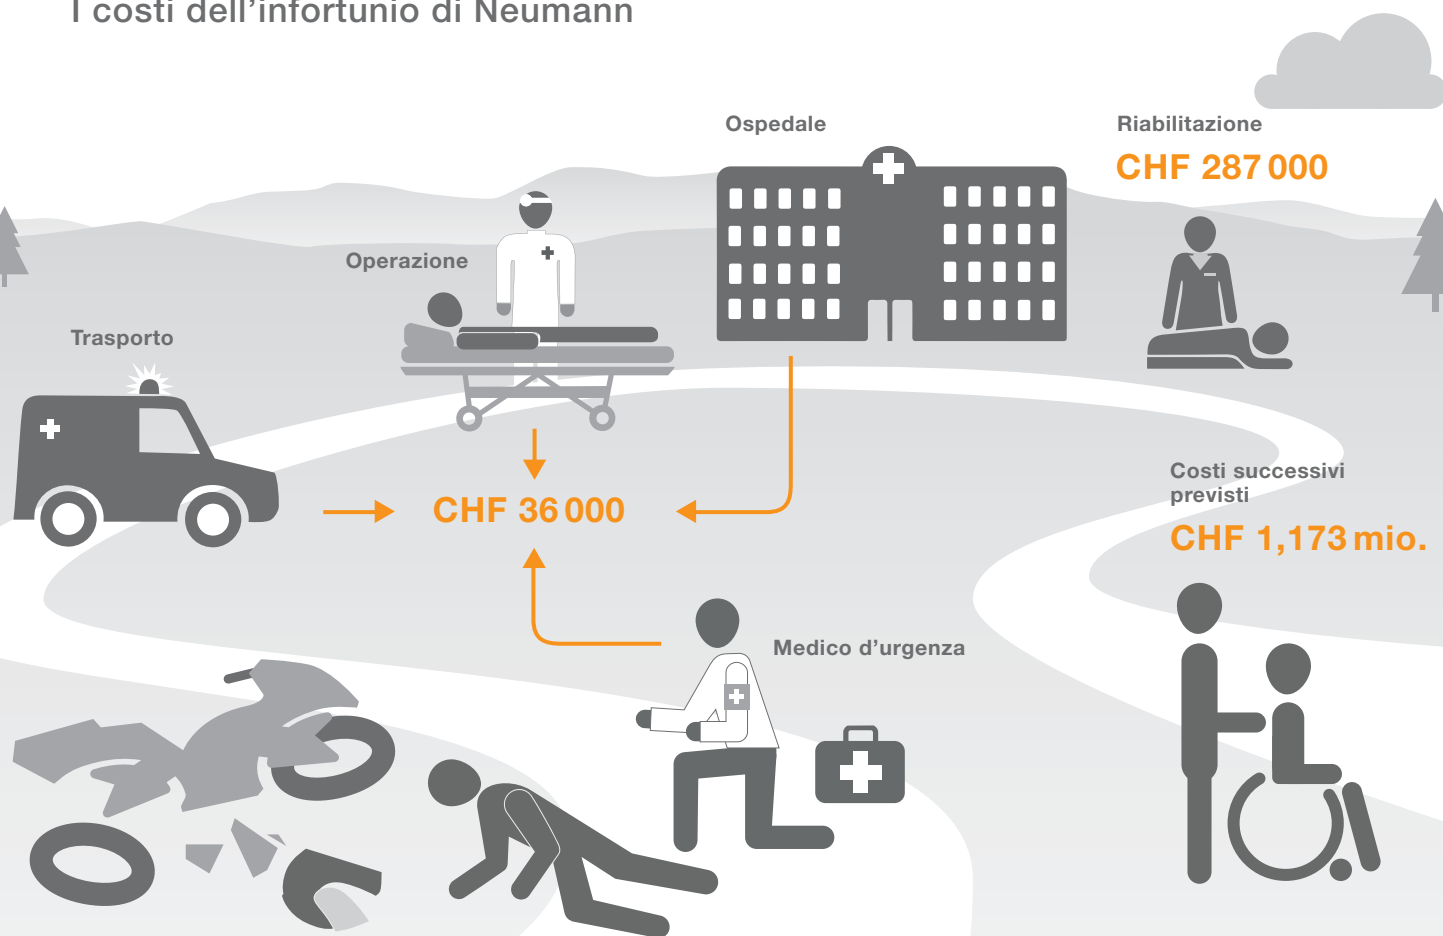 I costi dell’infortunio di Neumann
Ospedale
Riabilitazione
CHF 287 000
Operazione
Trasporto
CHF 36 000
Costi successivi
previsti
CHF 1,173 mio.
Medico d’urgenza